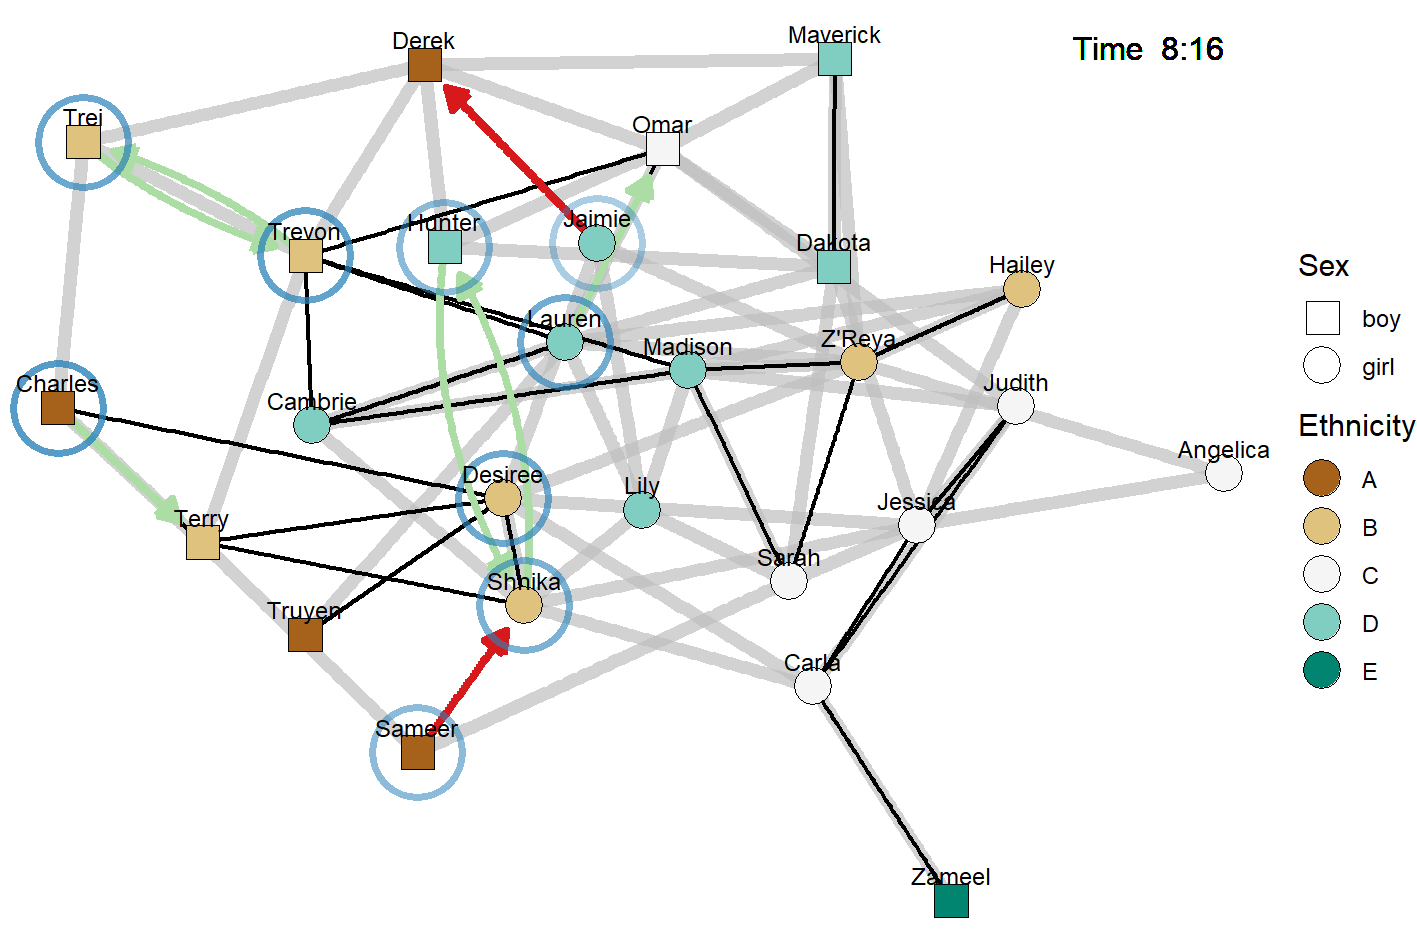 Maverick
Derek
Time 8:16
Trei
Omar
Jaimie
Hunter
Trevon
Dakota
Hailey
Lauren
Z'Reya
Madison
Judith
Charles
Cambrie
Angelica
Desiree
Lily
Jessica
Terry
Sarah
Shnika
Truyen
Carla
Sameer
Zameel
Sex
boy
girl
Ethnicity
A
B
C
D
E